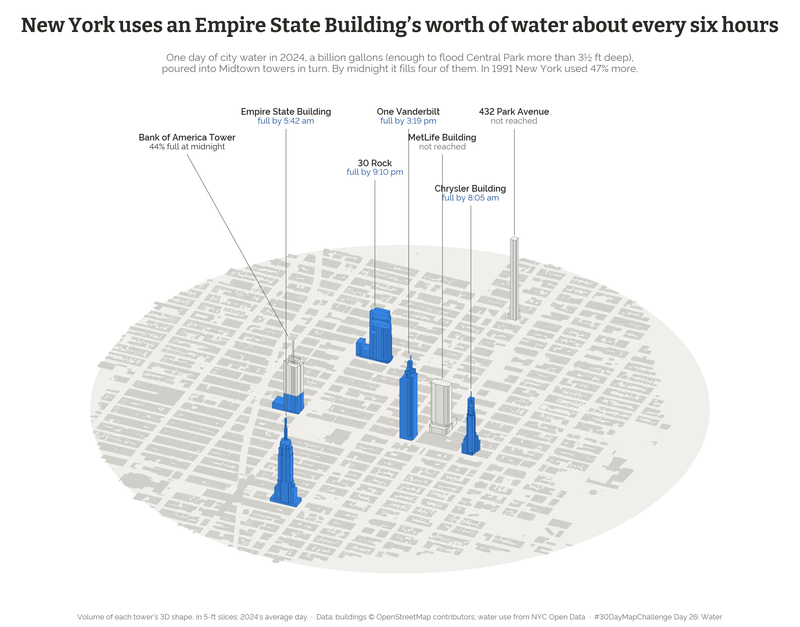 New York uses an Empire State Building's worth of water about every six hours
One day of city water in 2024, a billion gallons (enough to flood Central Park more than 3½ ft deep),
poured into Midtown towers in turn. By midnight it fills four of them. In 1991 New York used 47% more.
Empire State Building
full by 5:42 am
One Vanderbilt
full by 3:19 pm
432 Park Avenue
not reached
Bank of America Tower
44% full at midnight
MetLife Building
not reached
30 Rock
full by 9:10 pm
Chrysler Building
full by 8:05 am
Volume of each tower's 3D shape, in 5-ft slices; 2024's average day · Data: buildings © OpenStreetMap contributors; water use from NYC Open Data · #30DayMapChallenge Day 26: Water